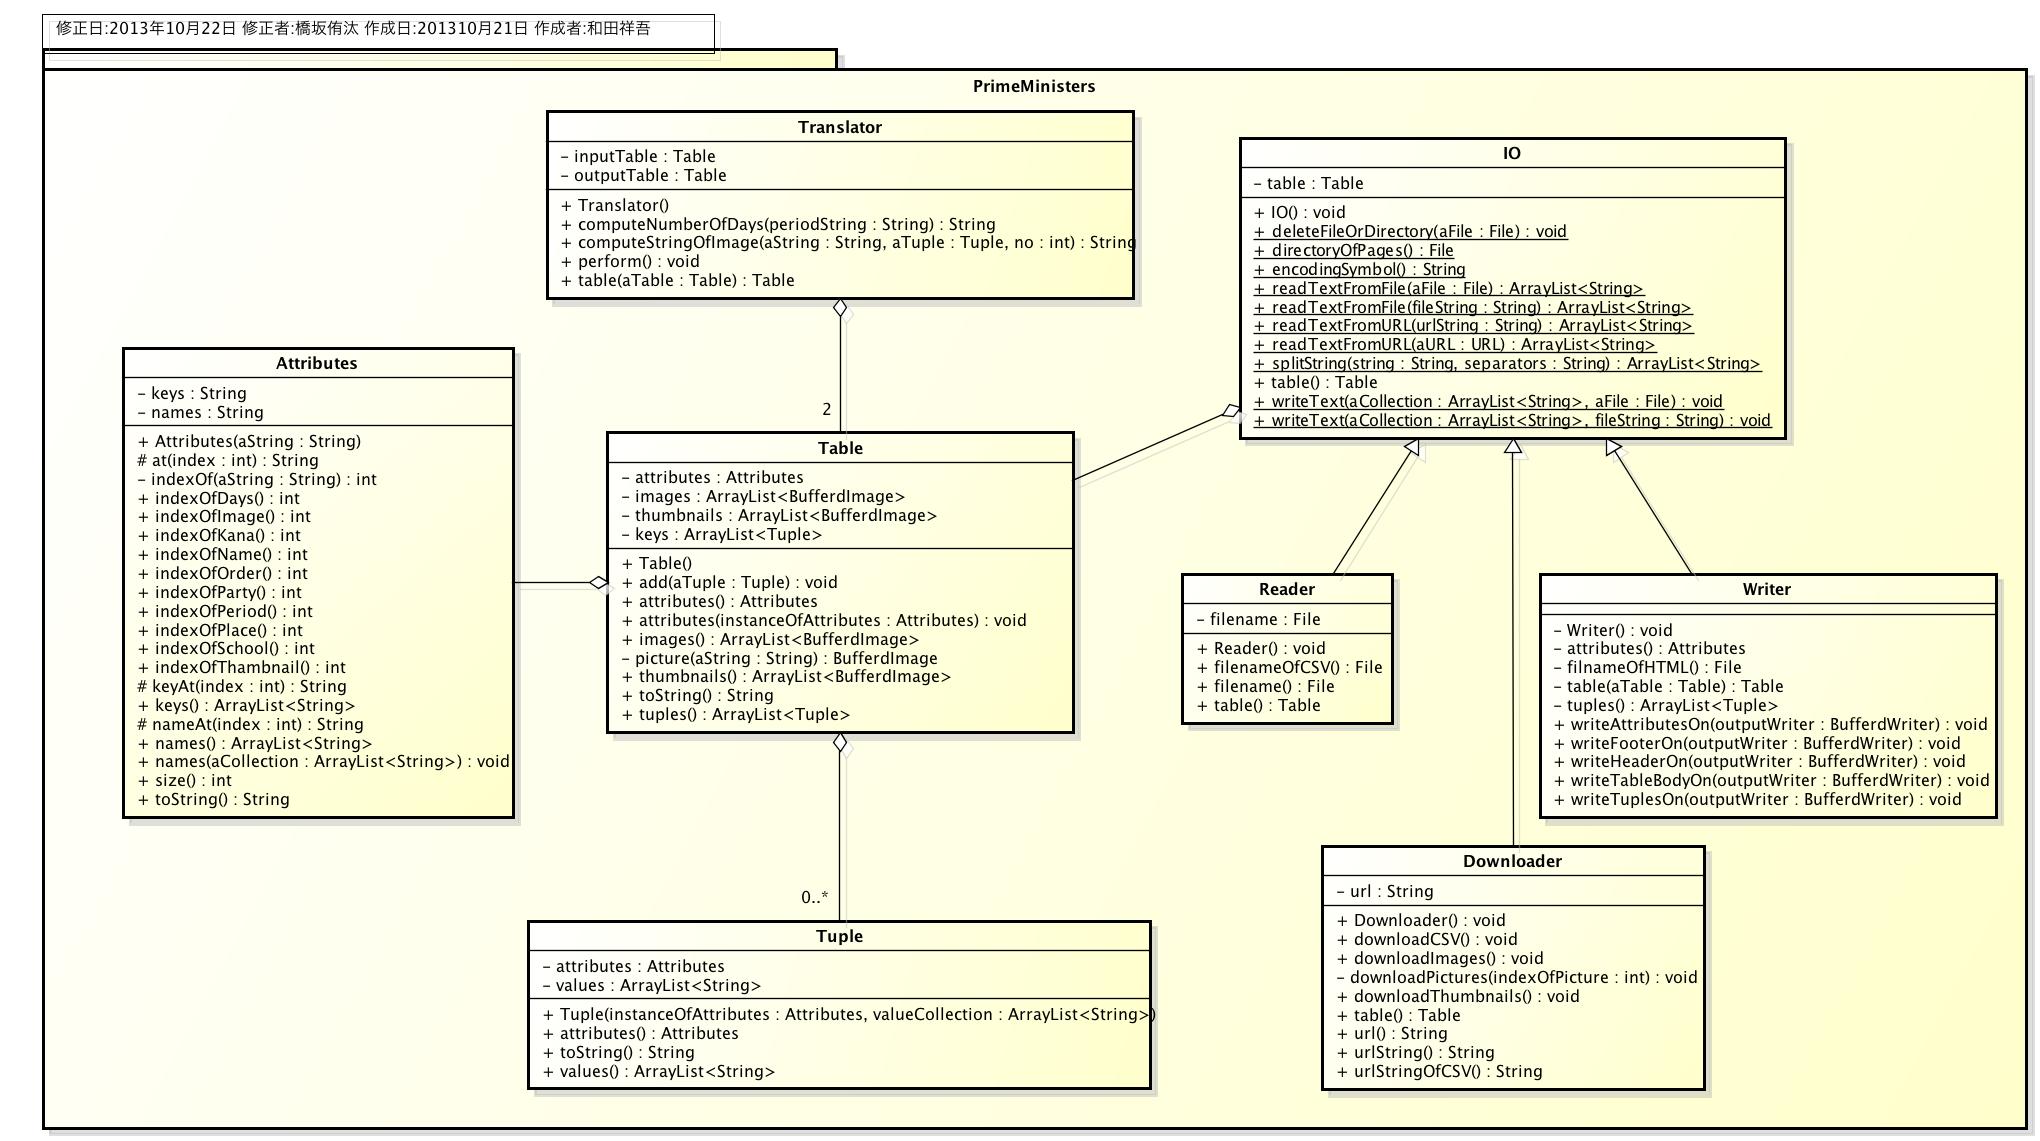 修正日:2013年10月22日 修正者:橋坂侑汰 作成日:201310月21日 作成者:和田祥吾
PrimeMinisters
Translator
– inputTable : Table
– outputTable : Table
+ Translator()
+ computeNumberOfDays(periodString : String) : String
+ computeStringOfImage(aString : String, aTuple : Tuple, no : int) : String
+ perform() : void
+ table(aTable : Table) : Table
IO
– table : Table
+ IO() : void
+ deleteFileOrDirectory(aFile : File) : void
+ directoryOfPages() : File
+ encodingSymbol() : String
+ readTextFromFile(aFile : File) : ArrayList<String>
+ readTextFromFile(fileString : String) : ArrayList<String>
+ readTextFromURL(urlString : String) : ArrayList<String>
+ readTextFromURL(aURL : URL) : ArrayList<String>
+ splitString(string : String, separators : String) : ArrayList<String>
+ table() : Table
+ writeText(aCollection : ArrayList<String>, aFile : File) : void
+ writeText(aCollection : ArrayList<String>, fileString : String) : void
Attributes
– keys : String
– names : String
+ Attributes(aString : String)
# at(index : int) : String
– indexOf(aString : String) : int
+ indexOfDays() : int
+ indexOfImage() : int
+ indexOfKana() : int
+ indexOfName() : int
+ indexOfOrder() : int
+ indexOfParty() : int
+ indexOfPeriod() : int
+ indexOfPlace() : int
+ indexOfSchool() : int
+ indexOfThambnail() : int
# keyAt(index : int) : String
+ keys() : ArrayList<String>
# nameAt(index : int) : String
+ names() : ArrayList<String>
+ names(aCollection : ArrayList<String>) : void
+ size() : int
+ toString() : String
2
Table
– attributes : Attributes
– images : ArrayList<BufferdImage>
– thumbnails : ArrayList<BufferdImage>
– keys : ArrayList<Tuple>
+ Table()
+ add(aTuple : Tuple) : void
+ attributes() : Attributes
+ attributes(instanceOfAttributes : Attributes) : void
+ images() : ArrayList<BufferdImage>
– picture(aString : String) : BufferdImage
+ thumbnails() : ArrayList<BufferdImage>
+ toString() : String
+ tuples() : ArrayList<Tuple>
Reader
– filename : File
+ Reader() : void
+ filenameOfCSV() : File
+ filename() : File
+ table() : Table
Writer
– Writer() : void
– attributes() : Attributes
– filnameOfHTML() : File
– table(aTable : Table) : Table
– tuples() : ArrayList<Tuple>
+ writeAttributesOn(outputWriter : BufferdWriter) : void
+ writeFooterOn(outputWriter : BufferdWriter) : void
+ writeHeaderOn(outputWriter : BufferdWriter) : void
+ writeTableBodyOn(outputWriter : BufferdWriter) : void
+ writeTuplesOn(outputWriter : BufferdWriter) : void
0..*
Tuple
– attributes : Attributes
– values : ArrayList<String>
+ Tuple(instanceOfAttributes : Attributes, valueCollection : ArrayList<String>)
+ attributes() : Attributes
+ toString() : String
+ values() : ArrayList<String>
Downloader
– url : String
+ Downloader() : void
+ downloadCSV() : void
+ downloadImages() : void
– downloadPictures(indexOfPicture : int) : void
+ downloadThumbnails() : void
+ table() : Table
+ url() : String
+ urlString() : String
+ urlStringOfCSV() : String